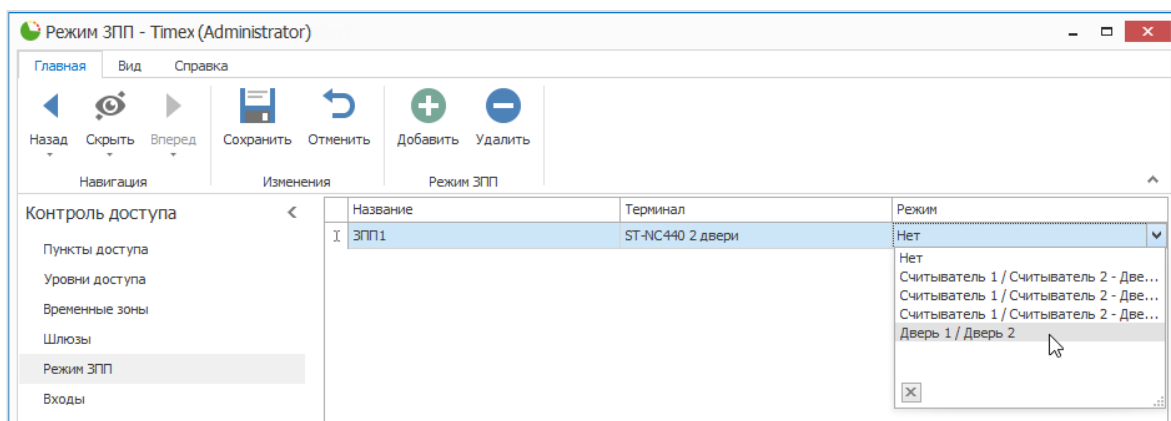 Режим ЗПП - Timex (Administrator)
Главная Вид Справка
Назад Скрыть Вперед Сохранить Отменить Добавить Удалить
Навигация Изменения Режим ЗПП
Контроль доступа
Название Терминал Режим
ЗПП1 ST-NC440 2 двери Нет
Нет
Считыватель 1 / Считыватель 2 - Две...
Считыватель 1 / Считыватель 2 - Две...
Считыватель 1 / Считыватель 2 - Две...
Дверь 1 / Дверь 2
Пункты доступа
Уровни доступа
Временные зоны
Шлюзы
Режим ЗПП
Входы